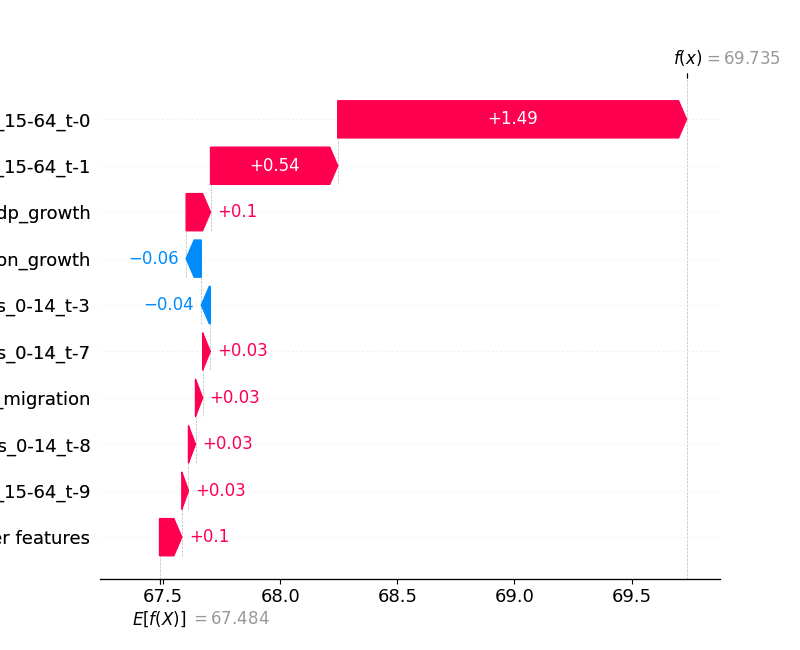 f(x) = 69.735
_15-64_t-0
+1.49
_15-64_t-1
+0.54
dp_growth
+0.1
on_growth
−0.06
s_0-14_t-3
−0.04
s_0-14_t-7
+0.03
_migration
+0.03
s_0-14_t-8
+0.03
_15-64_t-9
+0.03
er features
+0.1
67.5 68.0 68.5 69.0 69.5
E[f(X)] = 67.484